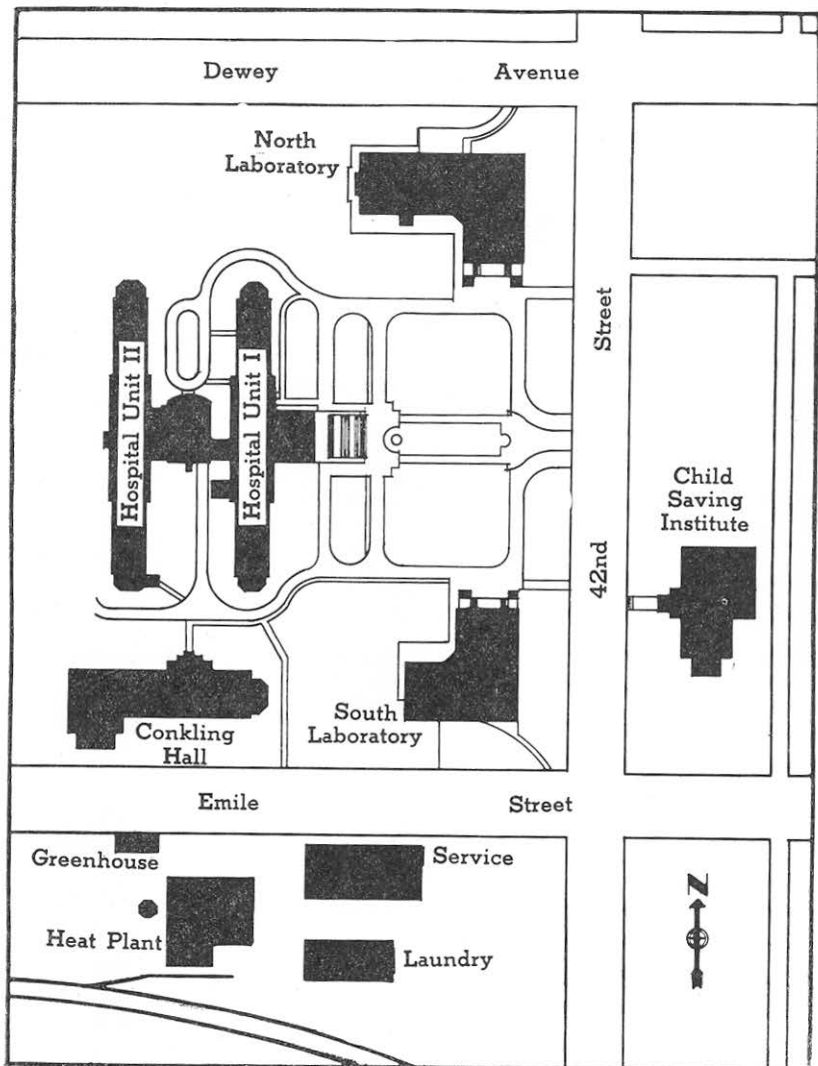 Dewey Avenue
North
Laboratory
Street
Hospital Unit II
Hospital Unit I
Child
Saving
Institute
42nd
South
Laboratory
Conkling
Hall
Emile Street
Greenhouse
Service
Heat Plant
Laundry
N